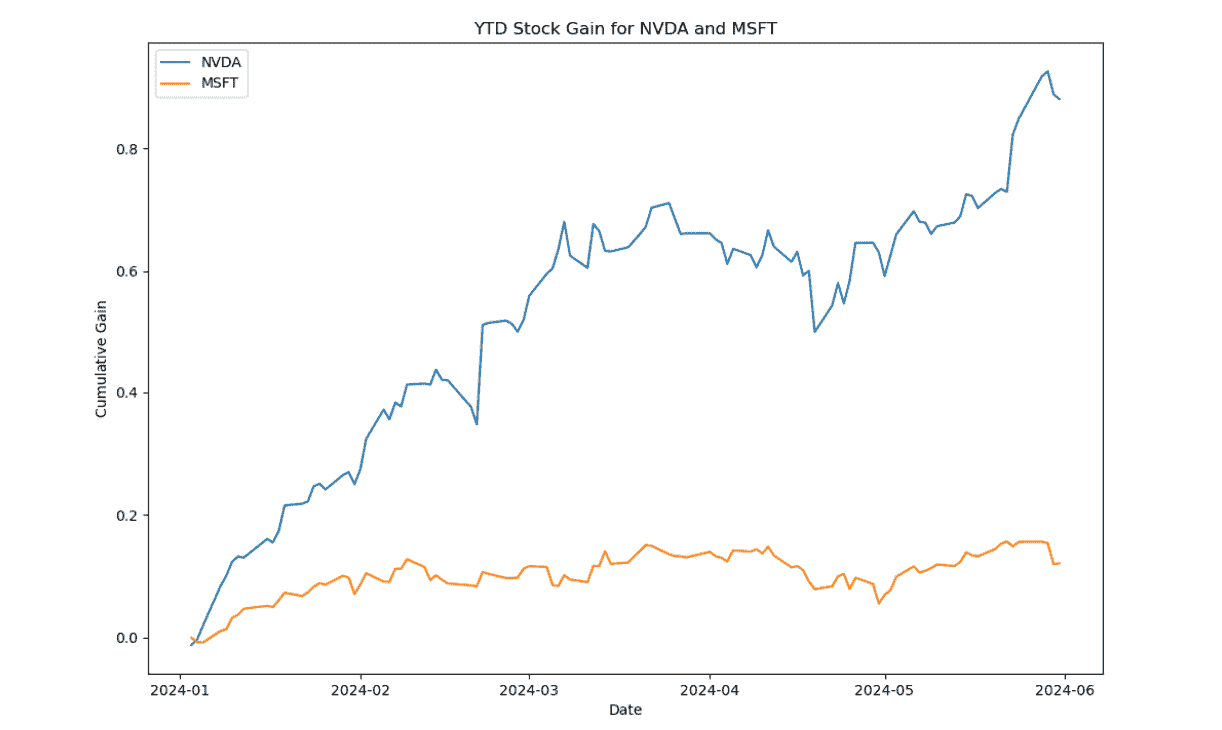 YTD Stock Gain for NVDA and MSFT
NVDA
MSFT
Cumulative Gain
0.8
0.6
0.4
0.2
0.0
2024-01 2024-02 2024-03 2024-04 2024-05 2024-06
Date